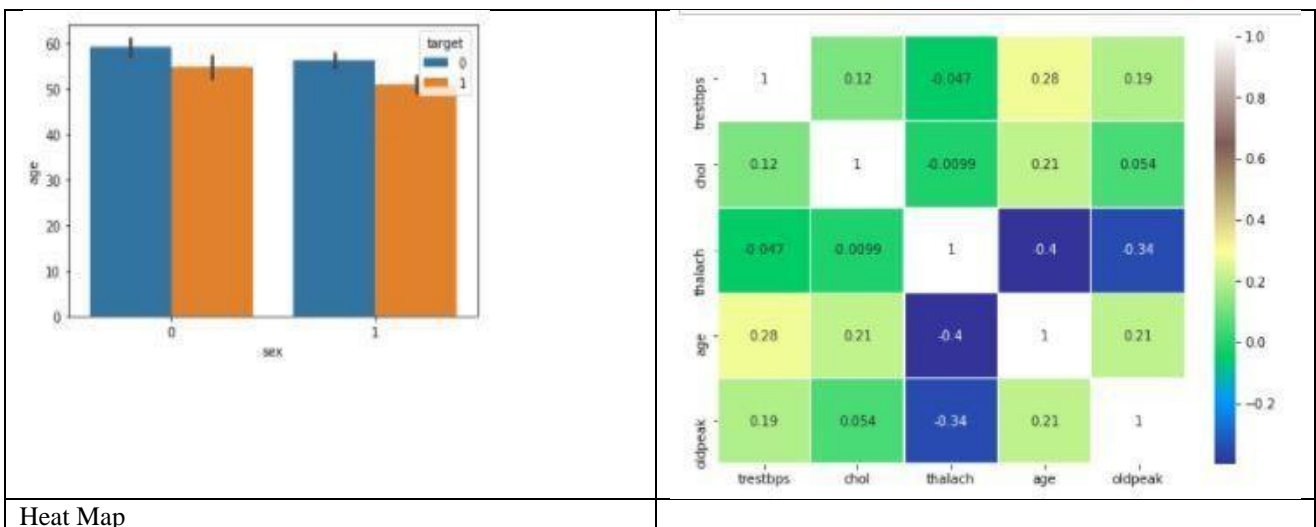 60
50
40
30
20
10
0
age
0 1
sex
target
0
1
trestbps 1 0.12 -0.047 0.28 0.19
chol 0.12 1 -0.0099 0.21 0.054
thalach -0.047 -0.0099 1 -0.4 -0.34
age 0.28 0.21 -0.4 1 0.21
oldpeak 0.19 0.054 -0.34 0.21 1
trestbps chol thalach age oldpeak
1.0
0.8
0.6
0.4
0.2
0.0
-0.2
Heat Map